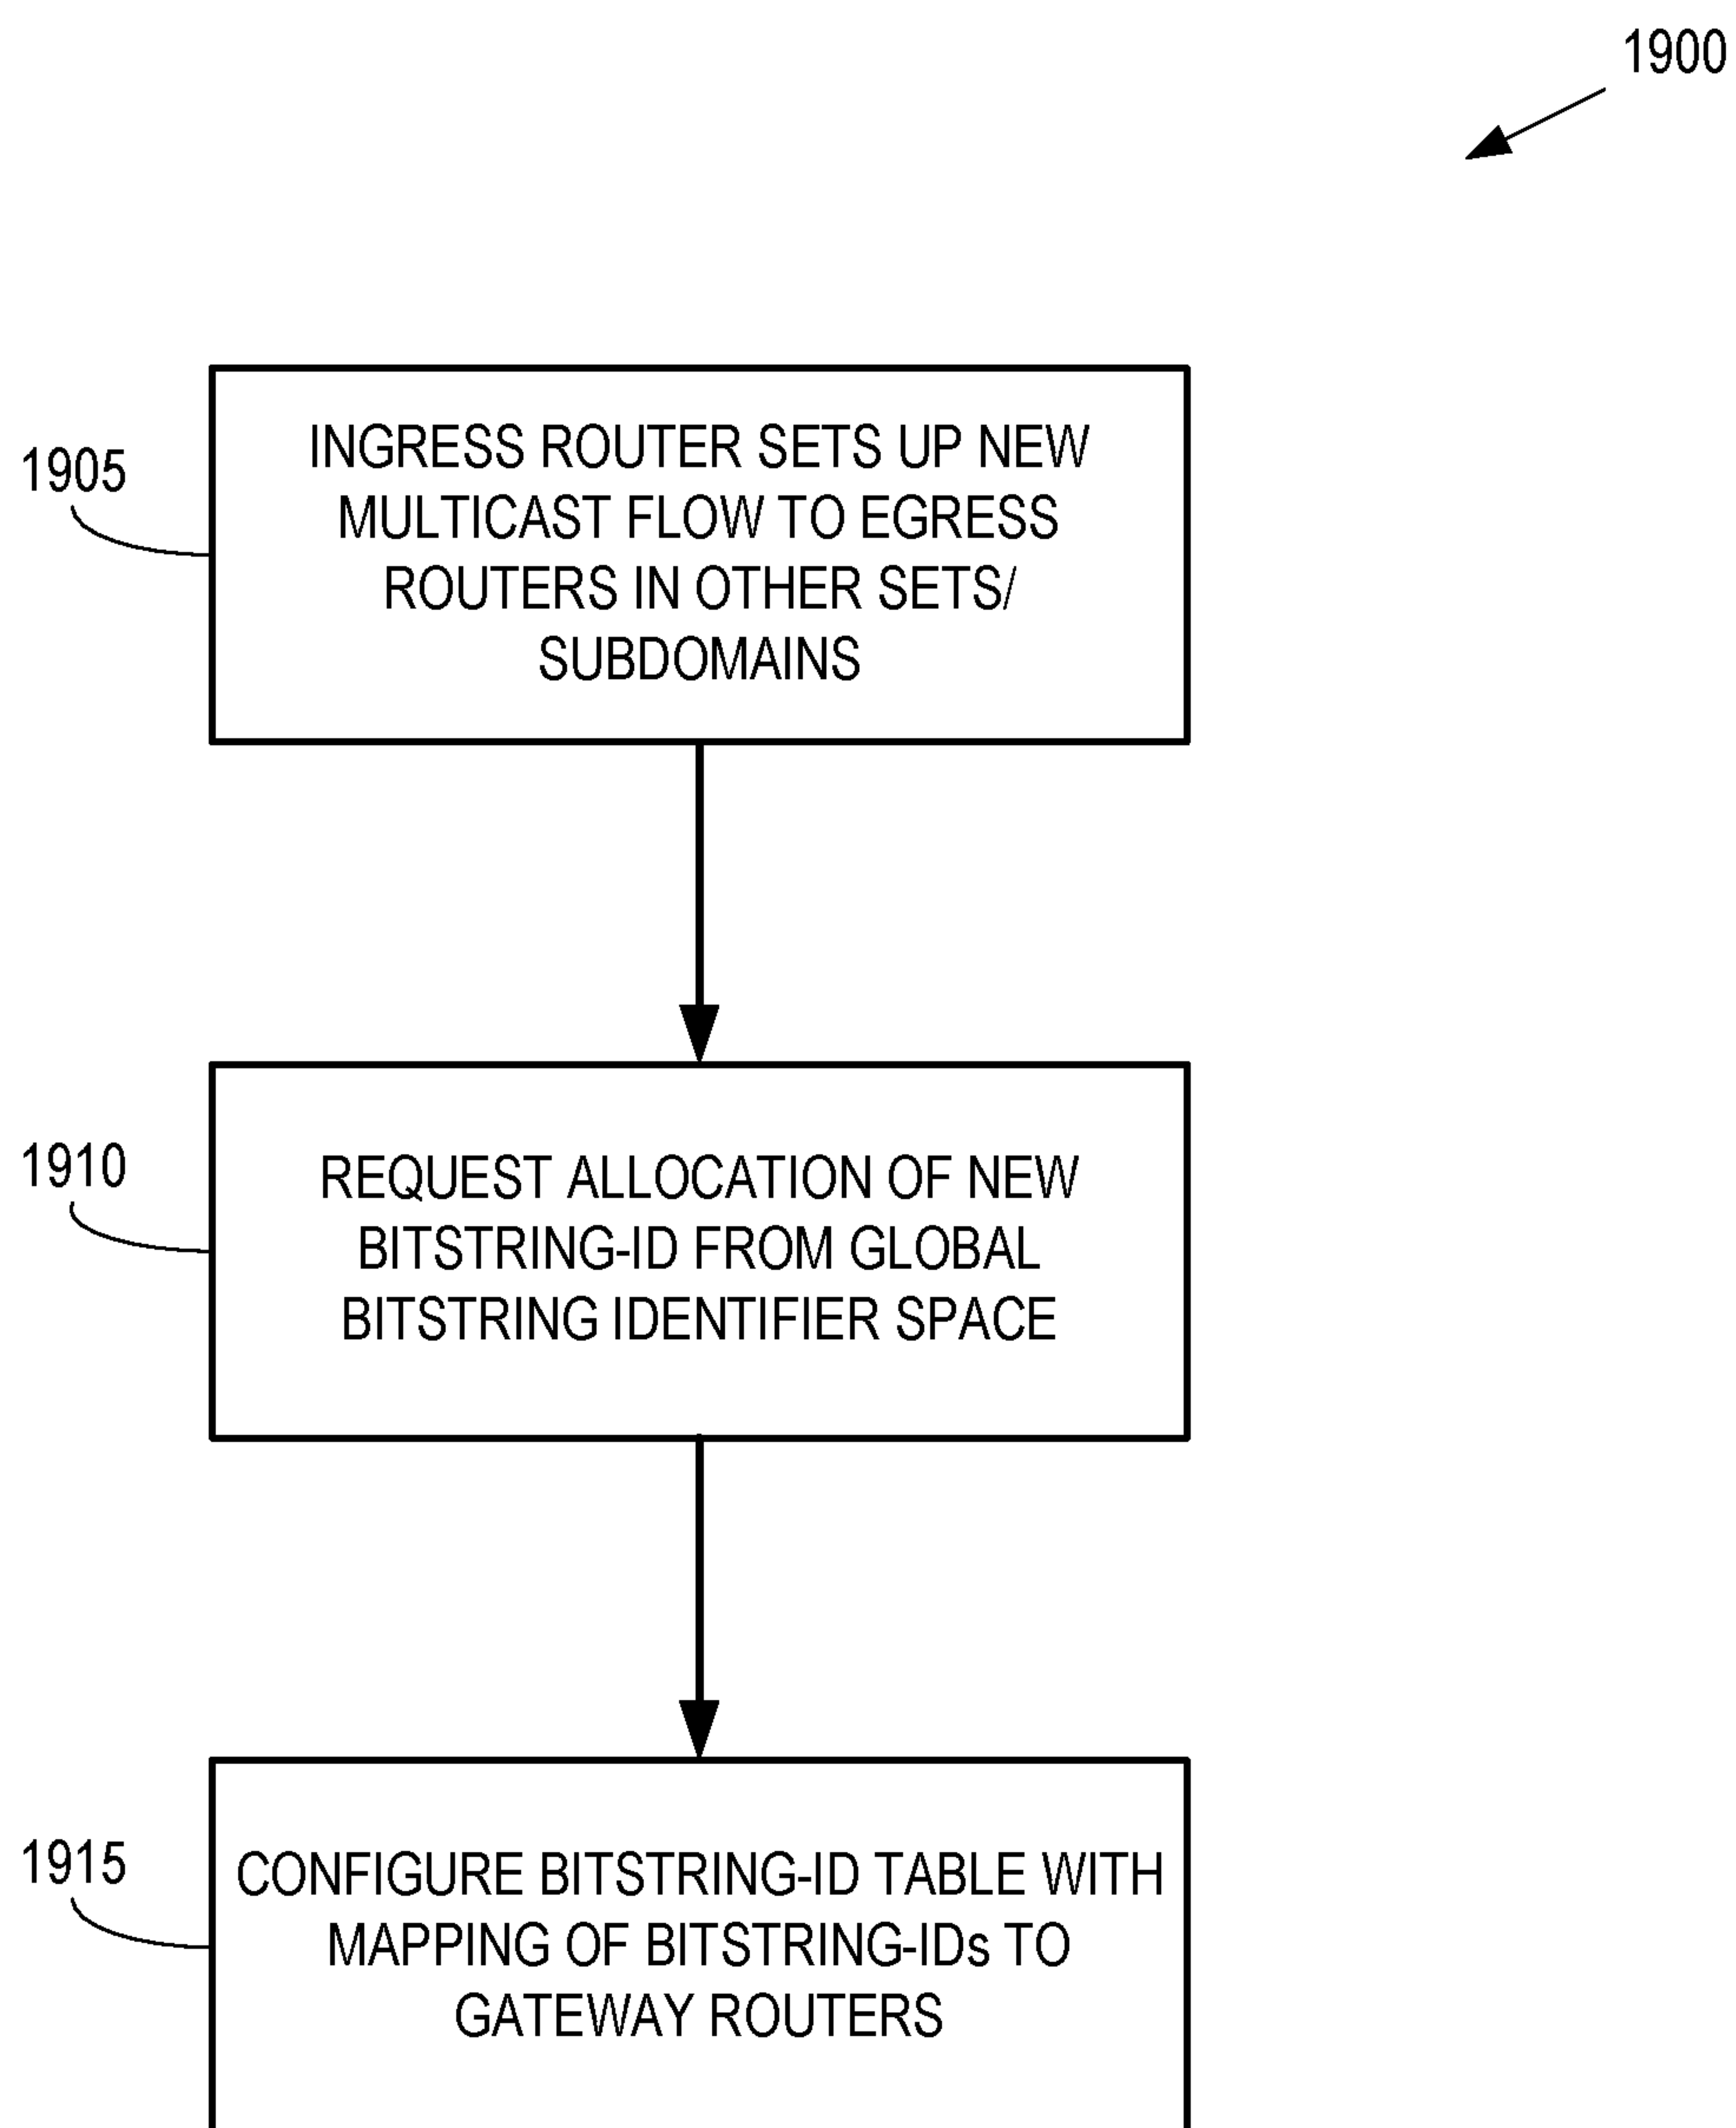 1900
1905
INGRESS ROUTER SETS UP NEW
MULTICAST FLOW TO EGRESS
ROUTERS IN OTHER SETS/
SUBDOMAINS
1910
REQUEST ALLOCATION OF NEW
BITSTRING-ID FROM GLOBAL
BITSTRING IDENTIFIER SPACE
1915
CONFIGURE BITSTRING-ID TABLE WITH
MAPPING OF BITSTRING-IDs TO
GATEWAY ROUTERS